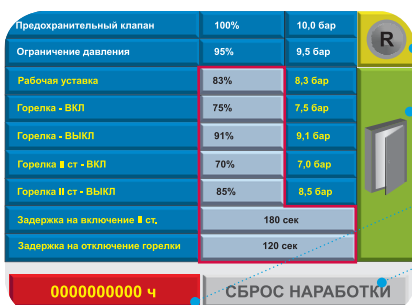 Предохранительный клапан 100% 10,0 бар
R
Ограничение давления 95% 9,5 бар
Рабочая уставка 83% 8,3 бар
Горелка - ВКЛ 75% 7,5 бар
Горелка - ВЫКЛ 91% 9,1 бар
Горелка II ст - ВКЛ 70% 7,0 бар
Горелка II ст - ВЫКЛ 85% 8,5 бар
Задержка на включение II ст. 180 сек
Задержка на отключение горелки 120 сек
0000000000 ч СБРОС НАРАБОТКИ